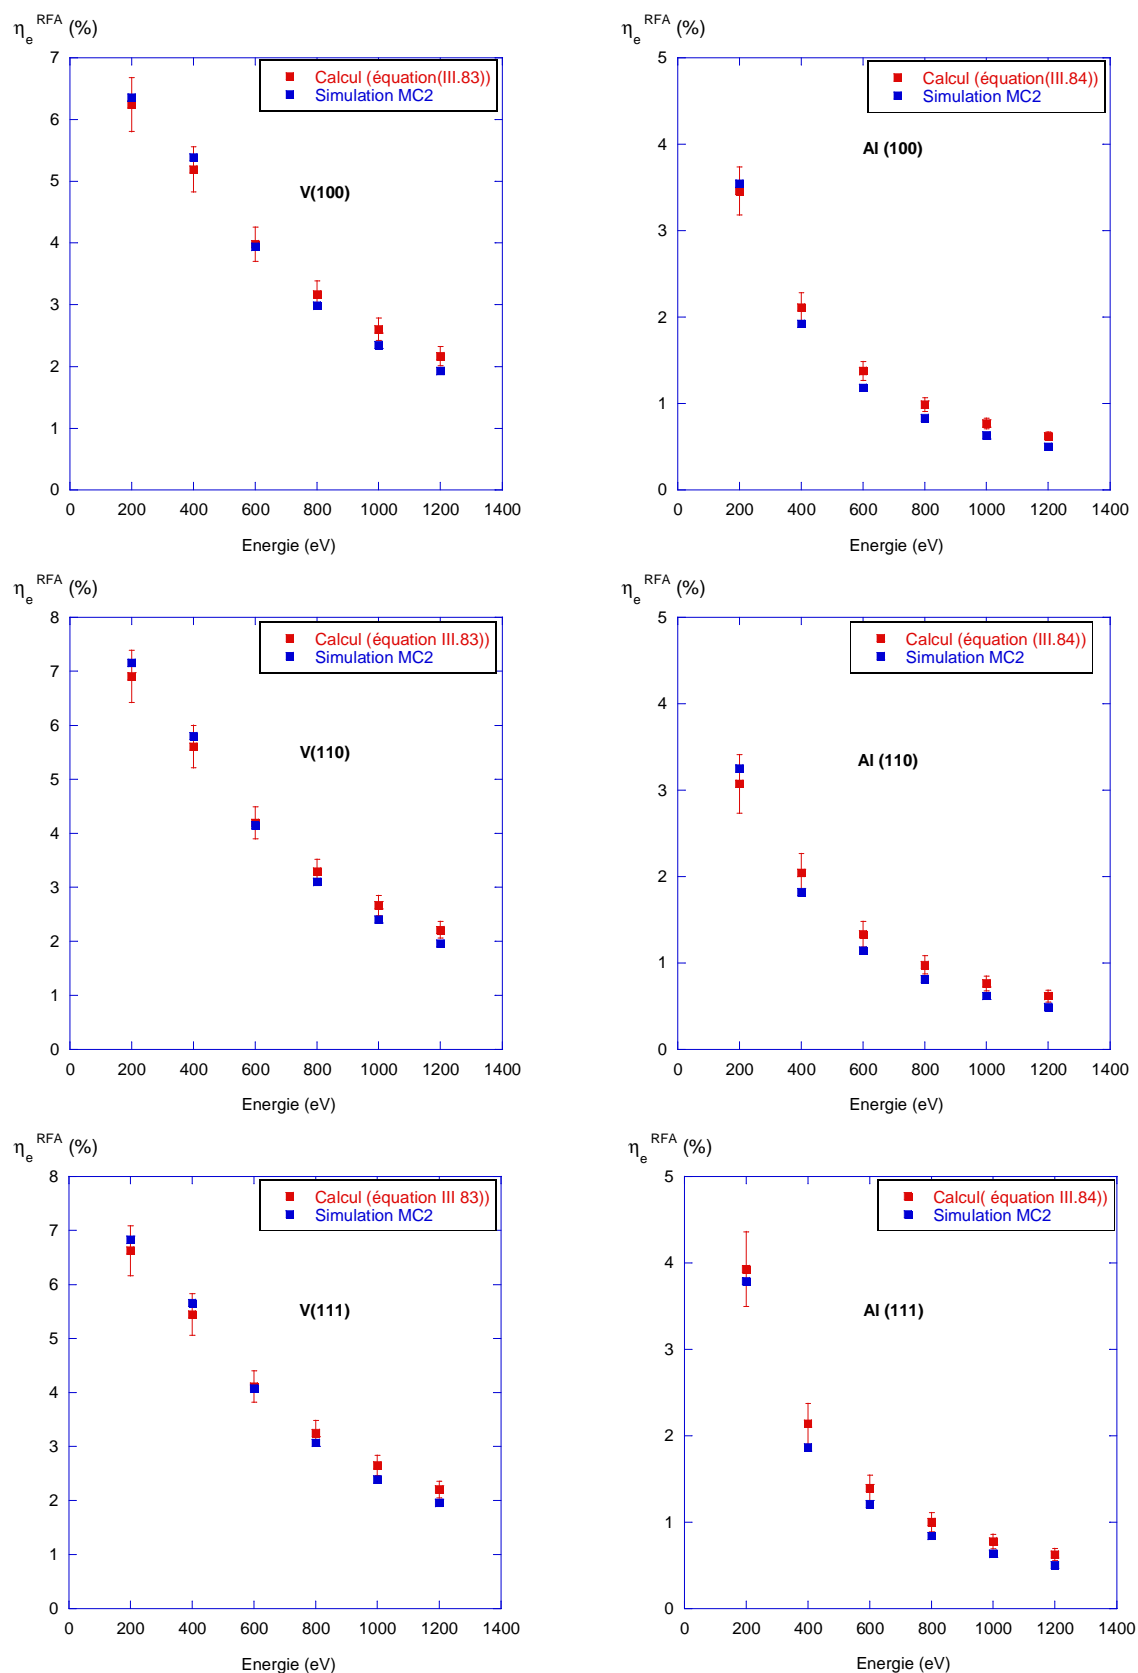 ηe RFA (%)
7
6
5
4
3
2
1
0
Calcul (équation(III.83))
Simulation MC2
V(100)
0 200 400 600 800 1000 1200 1400
Energie (eV)
ηe RFA (%)
5
4
3
2
1
0
Calcul (équation(III.84))
Simulation MC2
Al (100)
0 200 400 600 800 1000 1200 1400
Energie (eV)
ηe RFA (%)
8
7
6
5
4
3
2
1
0
Calcul (équation III.83))
Simulation MC2
V(110)
0 200 400 600 800 1000 1200 1400
Energie (eV)
ηe RFA (%)
5
4
3
2
1
0
Calcul (équation (III.84))
Simulation MC2
Al (110)
0 200 400 600 800 1000 1200 1400
Energie (eV)
ηe RFA (%)
8
7
6
5
4
3
2
1
0
Calcul (équation III 83))
Simulation MC2
V(111)
0 200 400 600 800 1000 1200 1400
Energie (eV)
ηe RFA (%)
5
4
3
2
1
0
Calcul( équation III.84))
Simulation MC2
Al (111)
0 200 400 600 800 1000 1200 1400
Energie (eV)